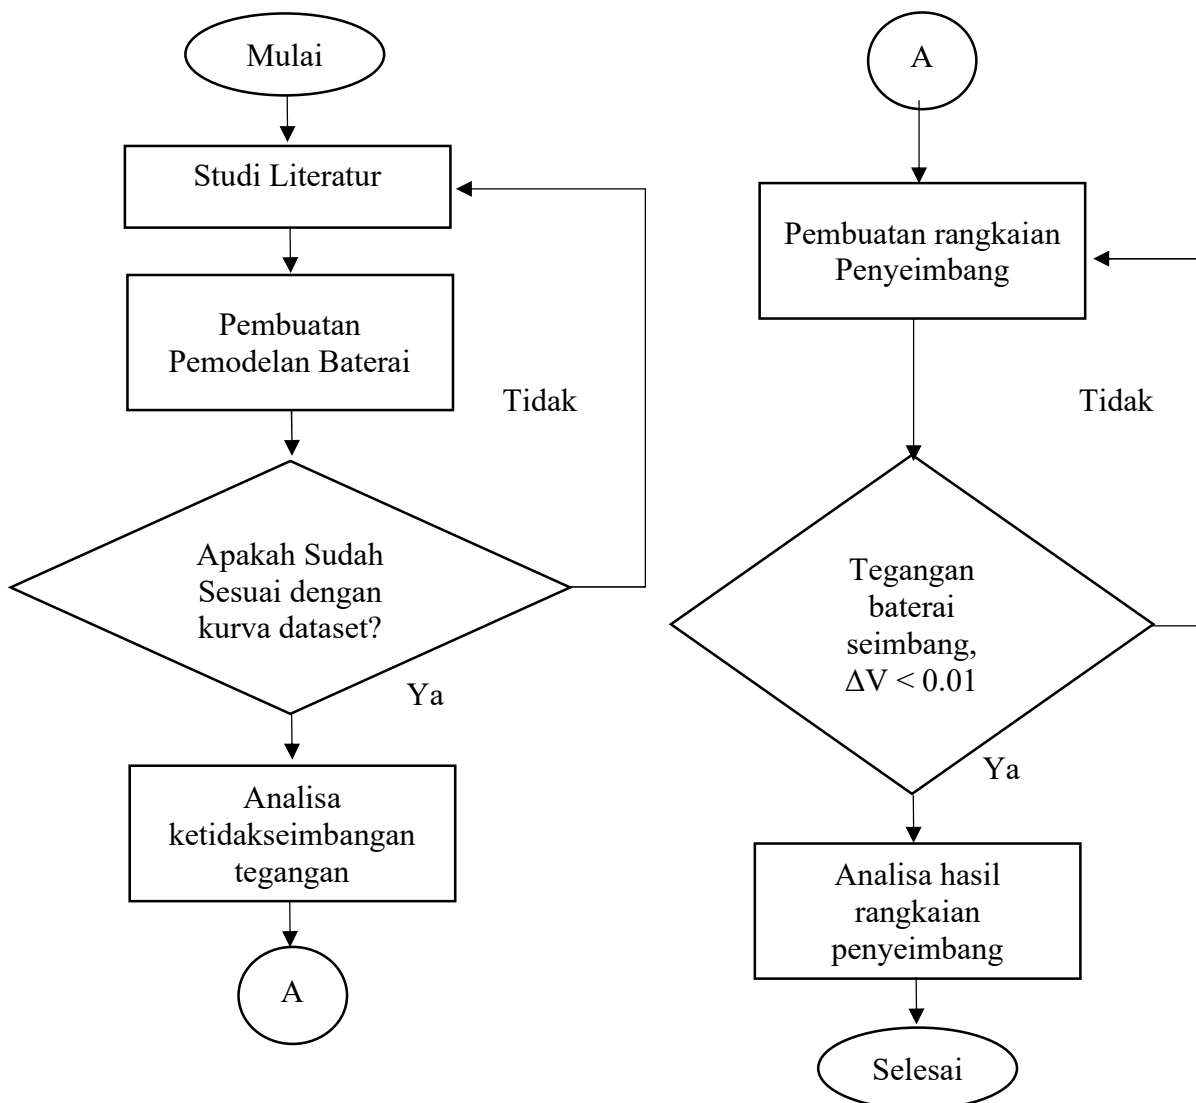 Mulai
Studi Literatur
Pembuatan
Pemodelan Baterai
Tidak
Apakah Sudah
Sesuai dengan
kurva dataset?
Ya
Analisa
ketidakseimbangan
tegangan
A
A
Pembuatan rangkaian
Penyeimbang
Tidak
Tegangan
baterai
seimbang,
ΔV < 0.01
Ya
Analisa hasil
rangkaian
penyeimbang
Selesai